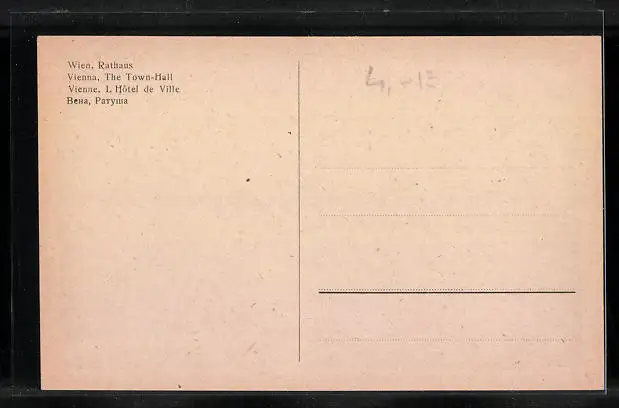 Wien, Rathaus
Vienna, The Town-Hall
Vienne, L Hôtel de Ville
Вена, Ратуша